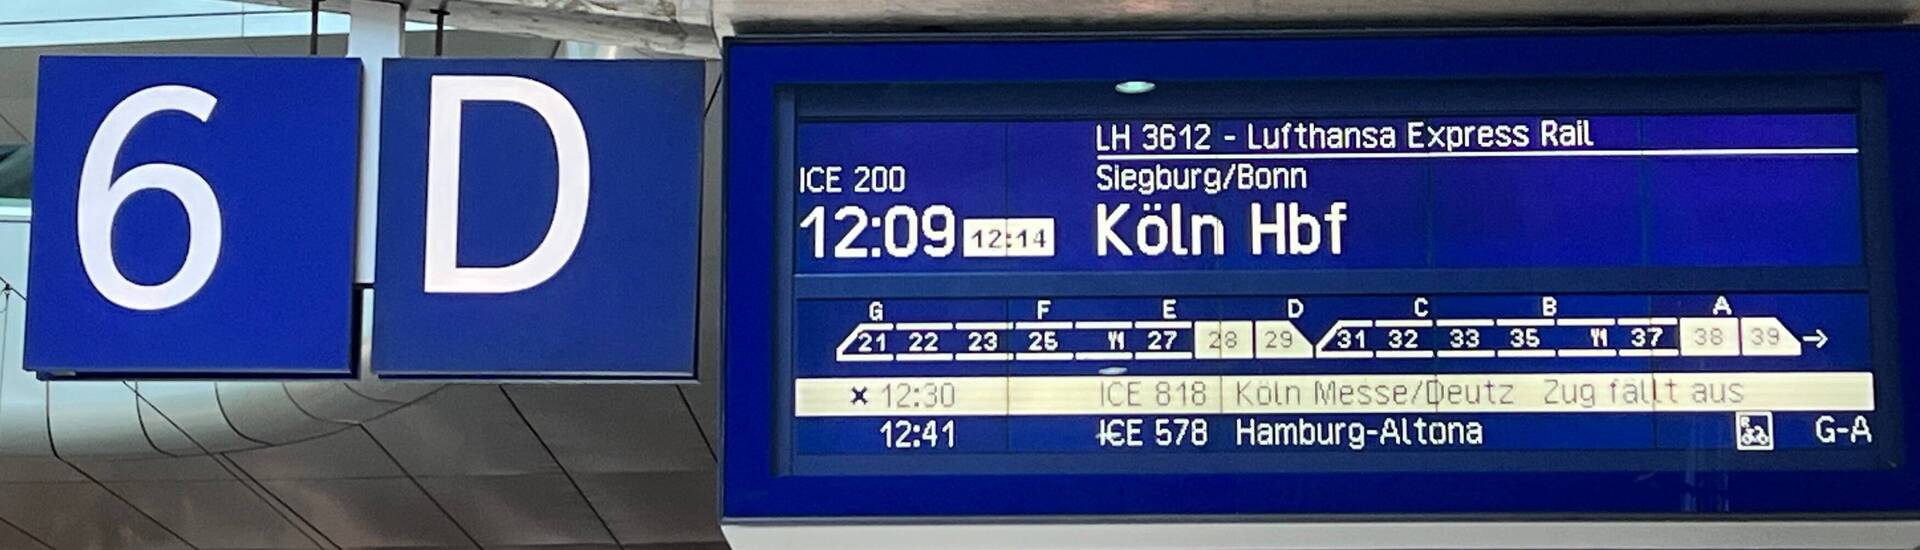 6 D
LH 3612 - Lufthansa Express Rail
ICE 200 Siegburg/Bonn
12:09 12:14 Köln Hbf
G F E D C B A
21 22 23 25 27 28 29 31 32 33 35 37 38 39 →
× 12:30 ICE 818 Köln Messe/Deutz Zug fällt aus
12:41 ICE 578 Hamburg-Altona R G-A